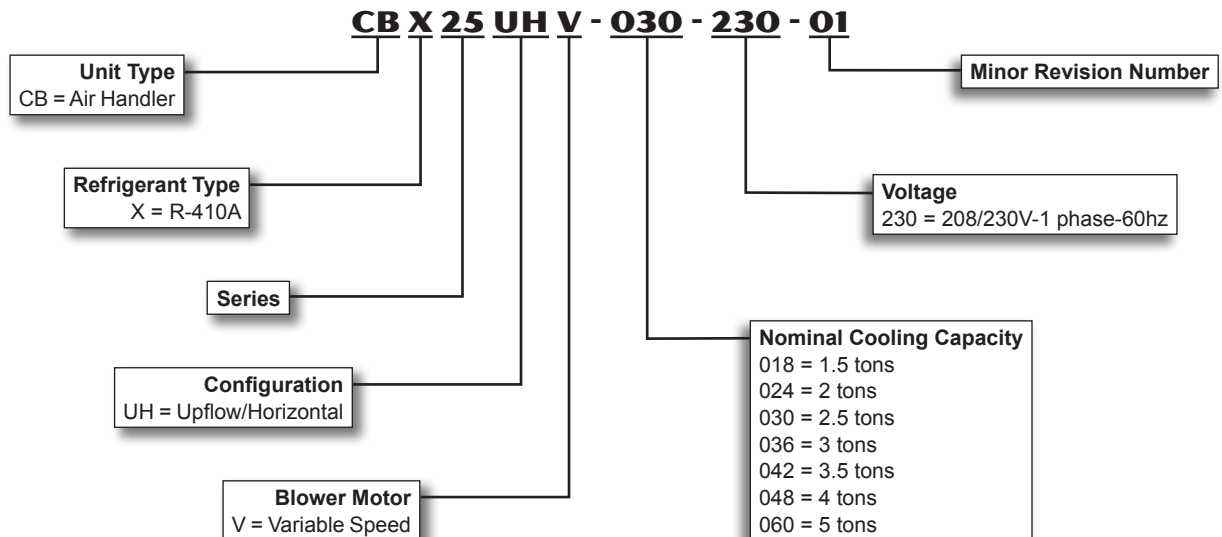 CB X 25 UH V - 030 - 230 - 01
Unit Type
CB = Air Handler
Minor Revision Number
Refrigerant Type
X = R-410A
Voltage
230 = 208/230V-1 phase-60hz
Series
Configuration
UH = Upflow/Horizontal
Nominal Cooling Capacity
018 = 1.5 tons
024 = 2 tons
030 = 2.5 tons
036 = 3 tons
042 = 3.5 tons
048 = 4 tons
060 = 5 tons
Blower Motor
V = Variable Speed